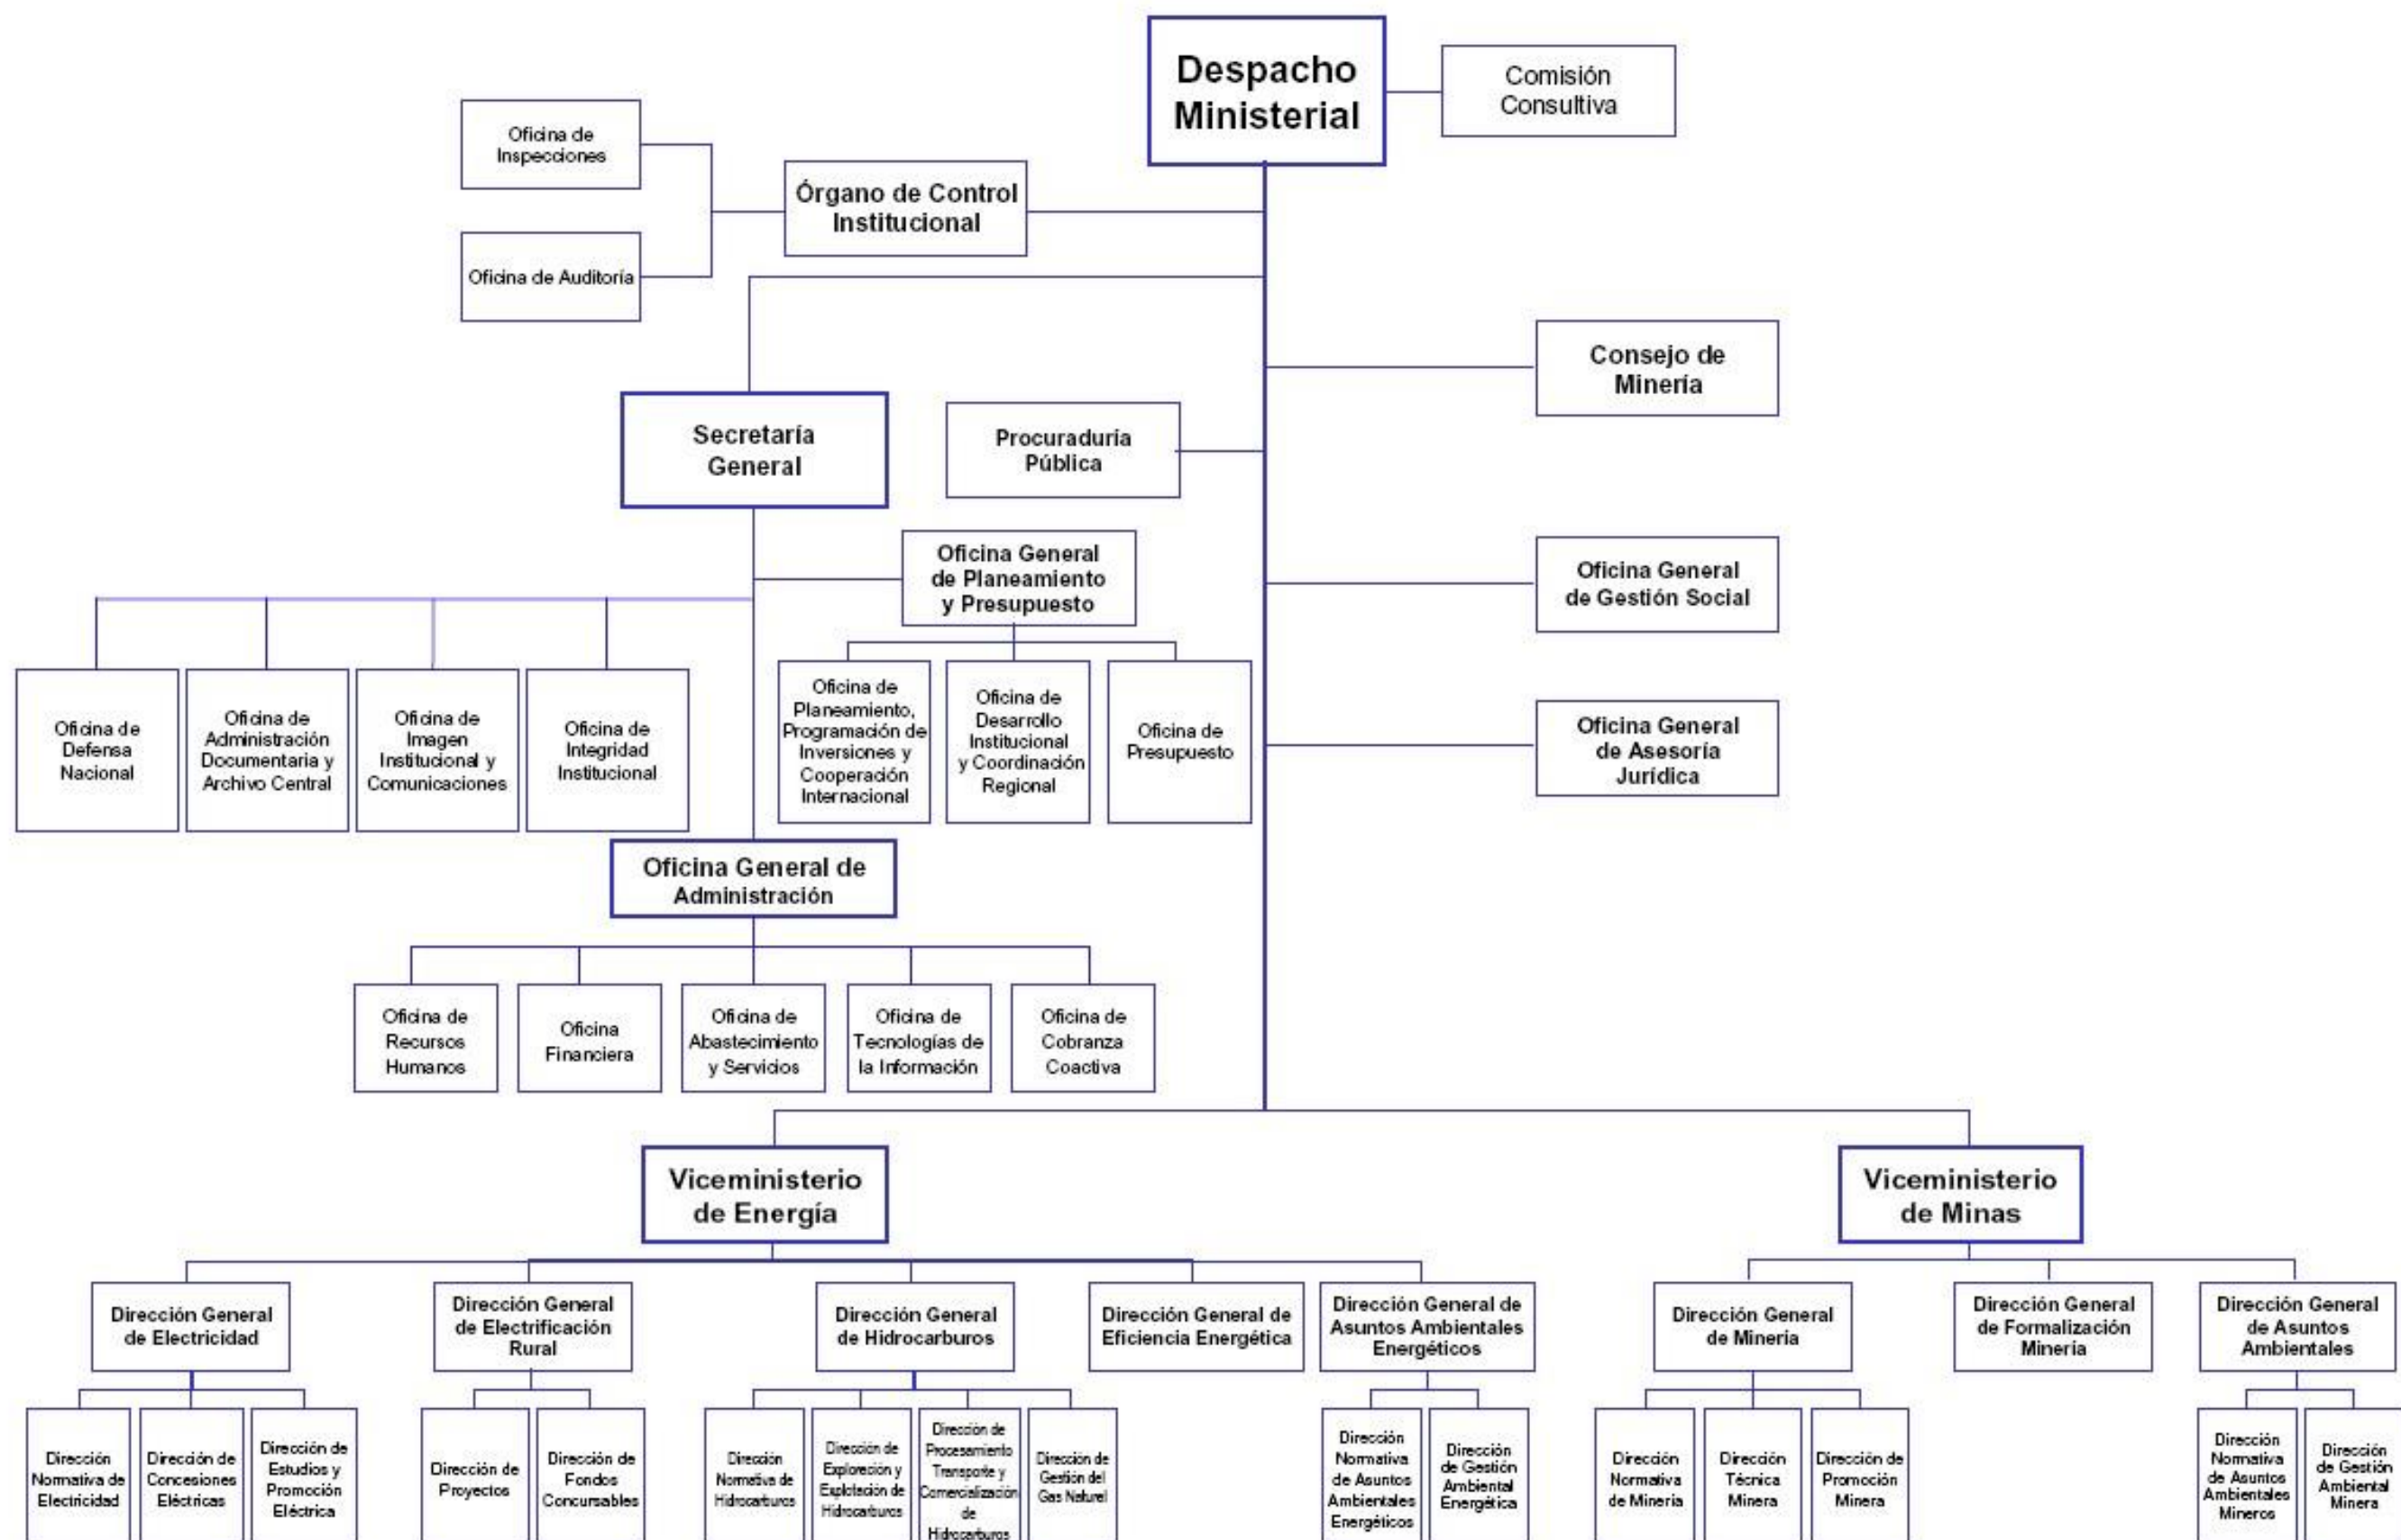 Despacho
Ministerial
Comisión
Consultiva
Oficina de
Inspecciones
Órgano de Control
Institucional
Oficina de Auditoría
Consejo de
Minería
Secretaría
General
Procuraduría
Pública
Oficina General
de Planeamiento
y Presupuesto
Oficina General
de Gestión Social
Oficina de
Defensa
Nacional
Oficina de
Administración
Documentaria y
Archivo Central
Oficina de
Imagen
Institucional y
Comunicaciones
Oficina de
Integridad
Institucional
Oficina de
Planeamiento,
Programación de
Inversiones y
Cooperación
Internacional
Oficina de
Desarrollo
Institucional
y Coordinación
Regional
Oficina de
Presupuesto
Oficina General
de Asesoría
Jurídica
Oficina General de
Administración
Oficina de
Recursos
Humanos
Oficina
Financiera
Oficina de
Abastecimiento
y Servicios
Oficina de
Tecnologías de
la Información
Oficina de
Cobranza
Coactiva
Viceministerio
de Energía
Viceministerio
de Minas
Dirección General
de Electricidad
Dirección General
de Electrificación
Rural
Dirección General
de Hidrocarburos
Dirección General de
Eficiencia Energética
Dirección General de
Asuntos Ambientales
Energéticos
Dirección General
de Minería
Dirección General
de Formalización
Minería
Dirección General
de Asuntos
Ambientales
Dirección
Normativa de
Electricidad
Dirección de
Concesiones
Eléctricas
Dirección de
Estudios y
Promoción
Eléctrica
Dirección de
Proyectos
Dirección de
Fondos
Concursables
Dirección
Normativa de
Hidrocarburos
Dirección de
Exploración y
Explotación de
Hidrocarburos
Dirección de
Procesamiento
Transporte y
Comercialización
de
Hidrocarburos
Dirección de
Gestión del
Gas Natural
Dirección
Normativa
de Asuntos
Ambientales
Energéticos
Dirección
de Gestión
Ambiental
Energética
Dirección
Normativa
de Minería
Dirección
Técnica
Minera
Dirección de
Promoción
Minera
Dirección
Normativa
de Asuntos
Ambientales
Mineros
Dirección
de Gestión
Ambiental
Minera